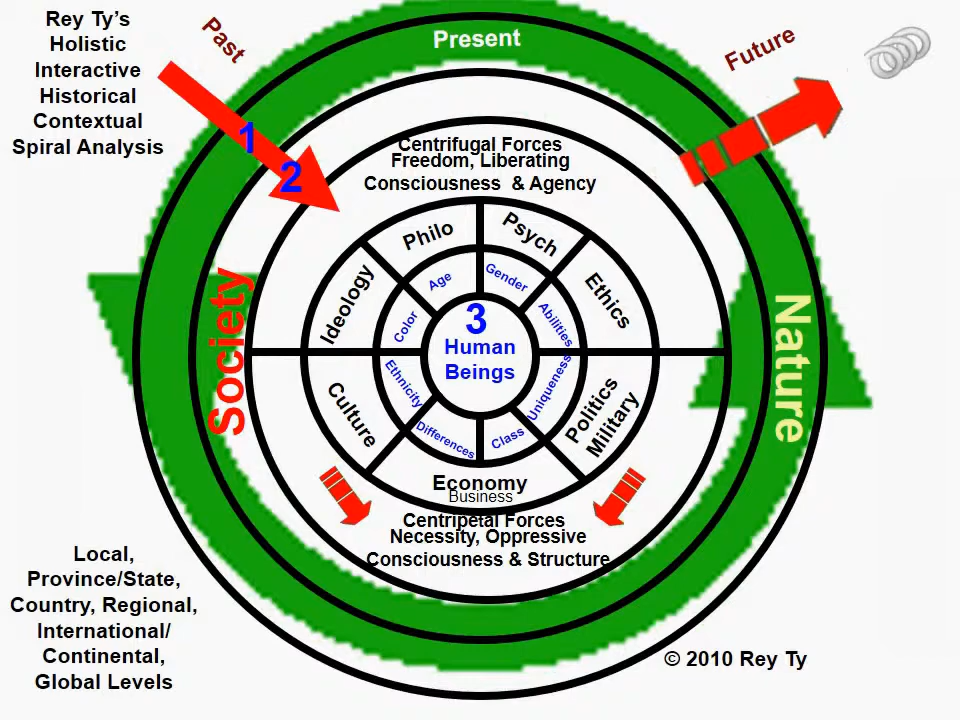 Rey Ty's
Holistic
Interactive
Historical
Contextual
Spiral Analysis
Past
Present
Future
1
2
Centrifugal Forces
Freedom, Liberating
Consciousness & Agency
Philo
Psych
Ideology
Ethics
Age
Gender
Color
Abilities
3
Human
Beings
Society
Nature
Ethnicity
Uniqueness
Culture
Politics
Military
Differences
Class
Economy
Business
Centripetal Forces
Necessity, Oppressive
Consciousness & Structure
Local,
Province/State,
Country, Regional,
International/
Continental,
Global Levels
© 2010 Rey Ty